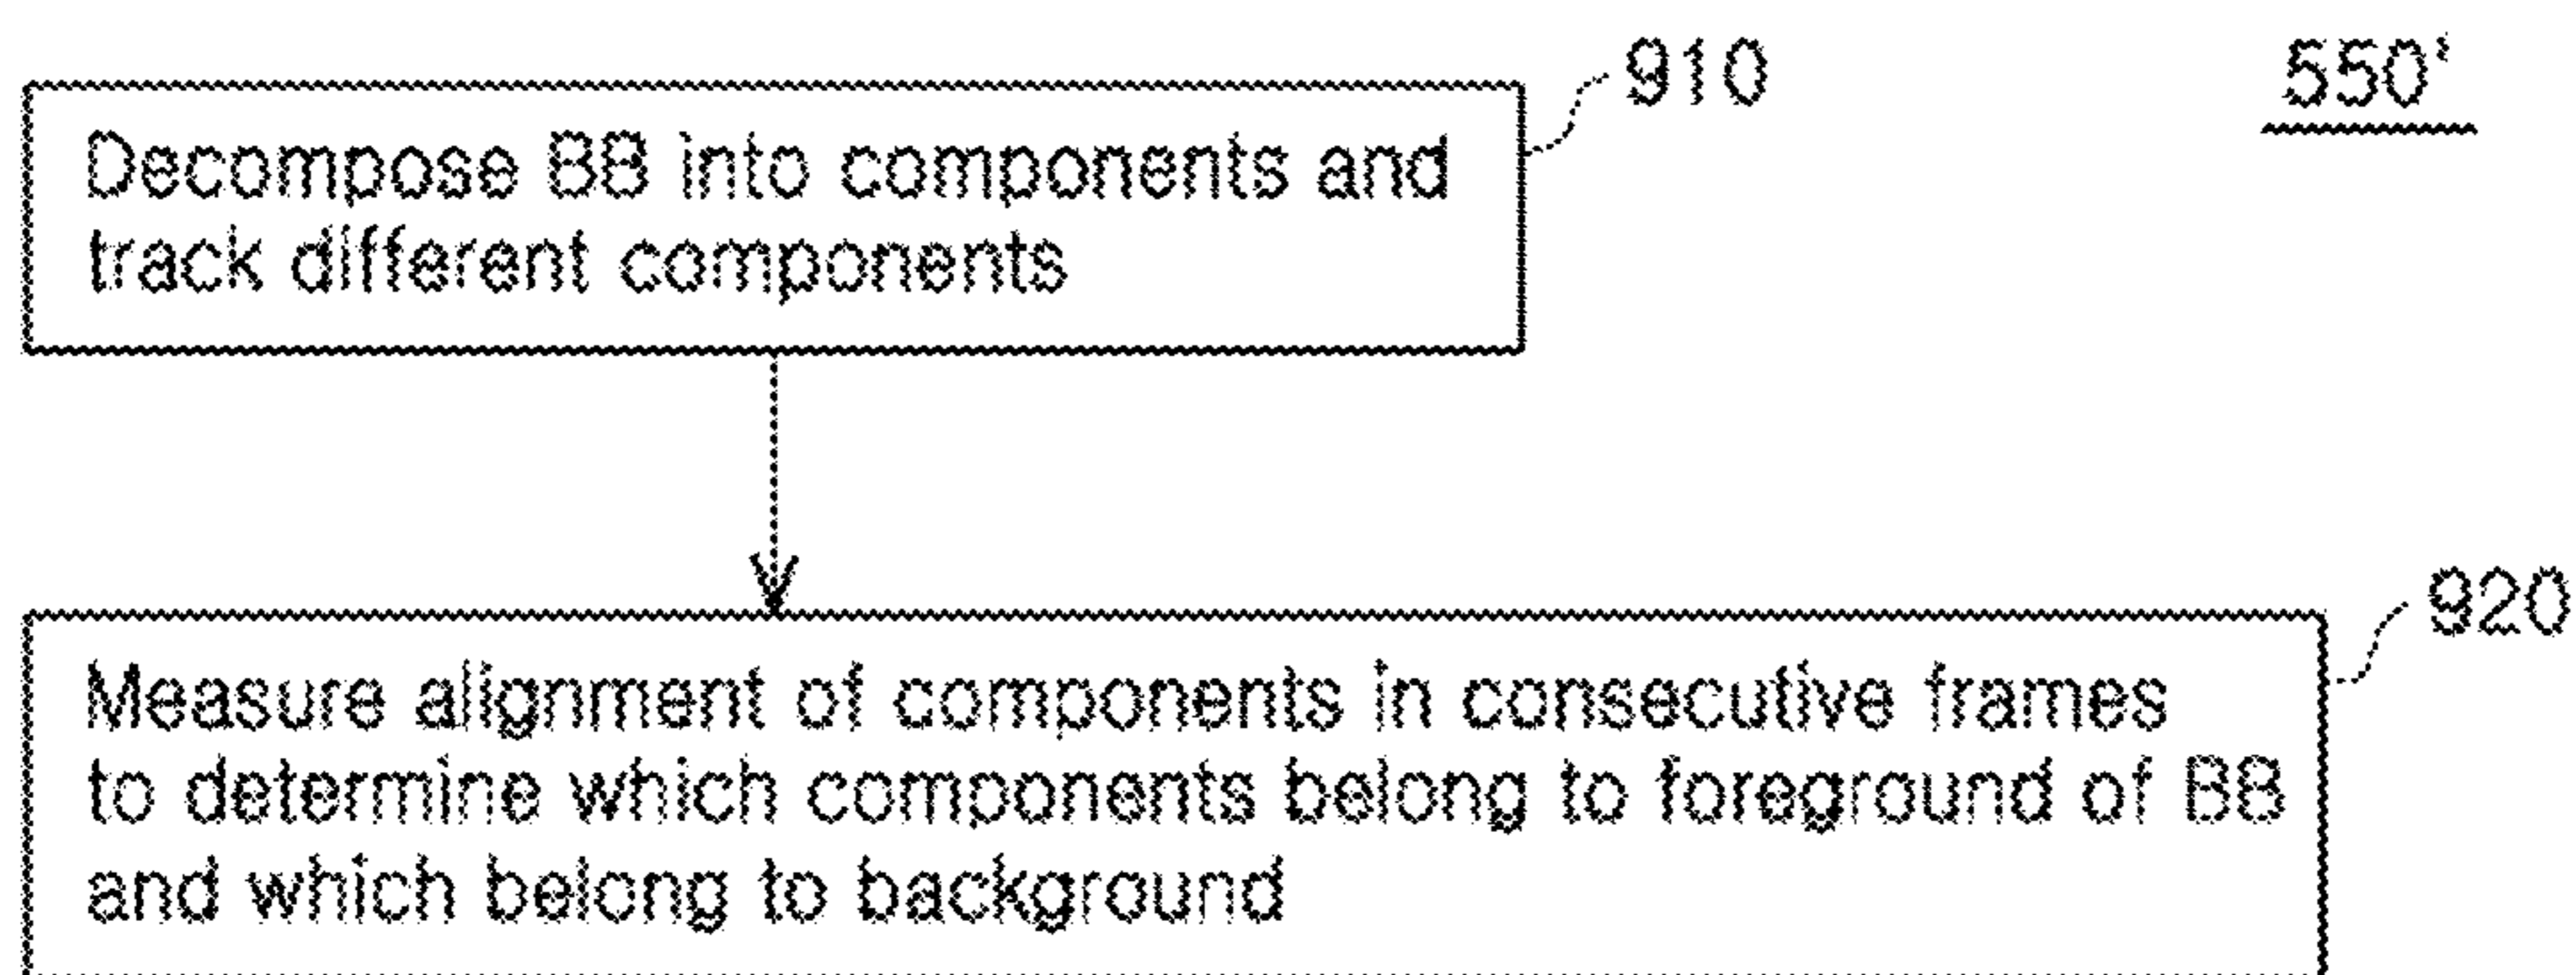 910
550'
Decompose BB into components and
track different components
920
Measure alignment of components in consecutive frames
to determine which components belong to foreground of BB
and which belong to background